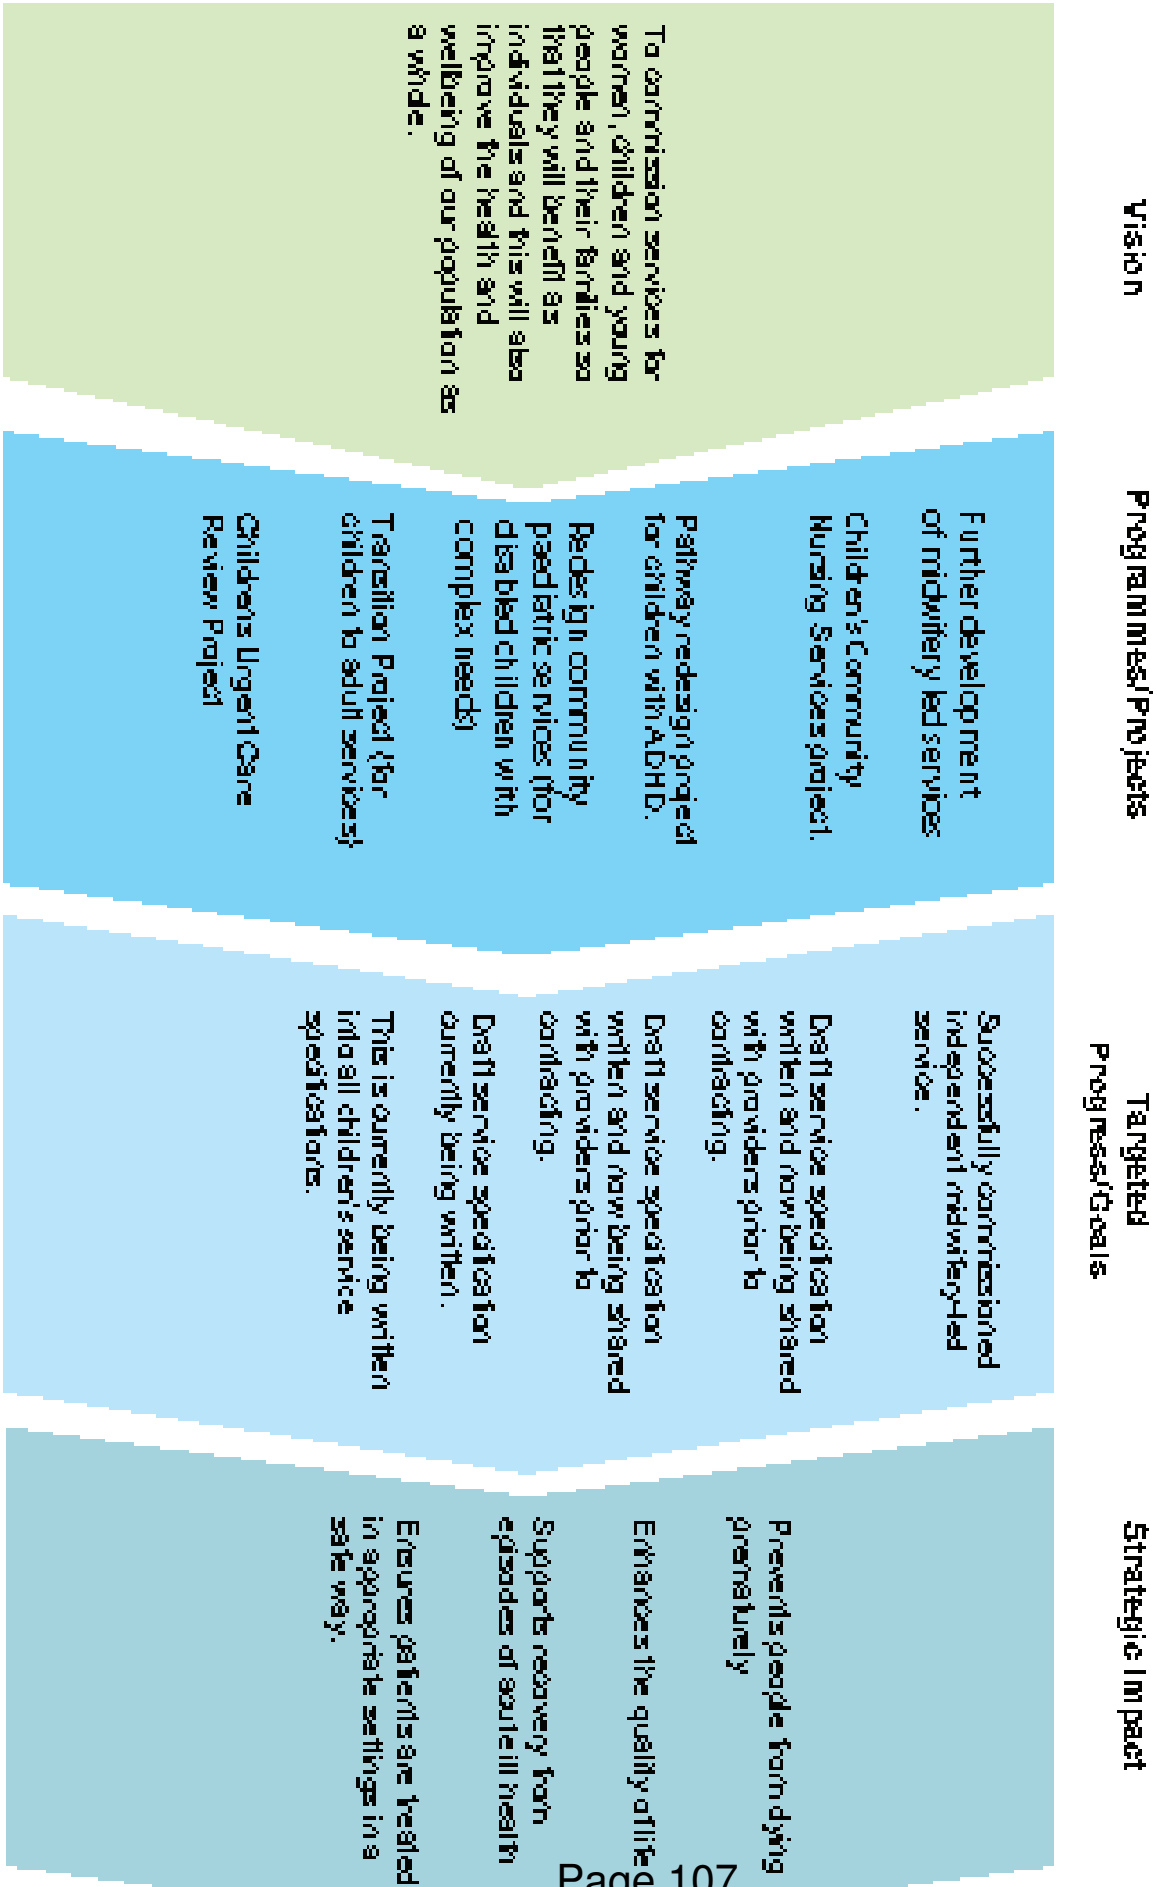 Vision
To commission services for
women, children and young
people and their families so
that they will benefit as
individuals and this will also
improve the health and
wellbeing of our population as
a whole.
Programmes/Projects
Further development
of midwifery led services
Children's Community
Nursing Services project.
Pathway redesign project
for children with ADHD.
Redesign community
paediatric services (for
disabled children with
complex needs)
Transition Project (for
children to adult services)
Children's Urgent Care
Review Project
Targeted
Progress/Goals
Successfully commissioned
independent midwifery-led
service.
Draft service specification
written and now being shared
with providers prior to
contracting.
Draft service specification
written and now being shared
with providers prior to
contracting.
Draft service specification
currently being written.
This is currently being written
into all children's service
specifications.
Strategic Impact
Prevents people from dying
prematurely
Enhances the quality of life
Supports recovery from
episodes of acute ill health
Ensures patients are treated
in appropriate settings in a
safe way.
Page 107